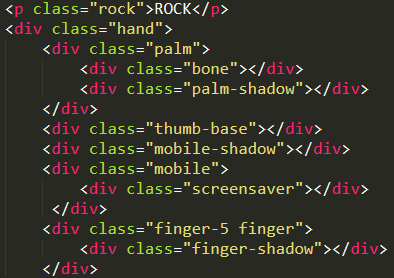 <p class="rock">ROCK</p>
<div class="hand">
    <div class="palm">
        <div class="bone"></div>
        <div class="palm-shadow"></div>
    </div>
    <div class="thumb-base"></div>
    <div class="mobile-shadow"></div>
    <div class="mobile">
        <div class="screensaver"></div>
     </div>
    <div class="finger-5 finger">
        <div class="finger-shadow"></div>
    </div>